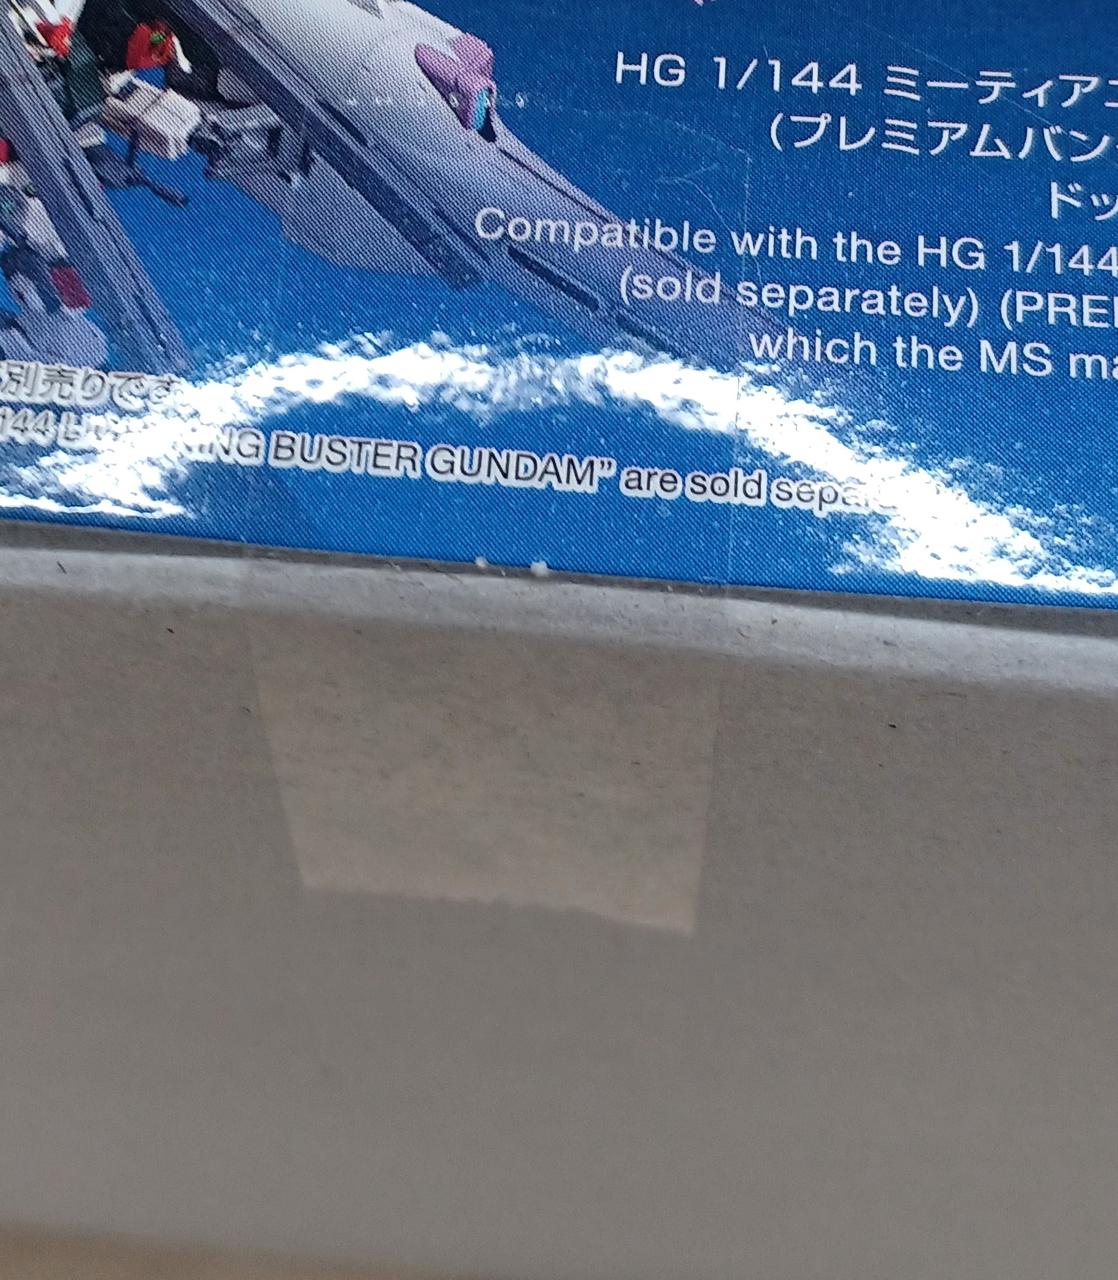 HG 1/144 ミーティア
(プレミアムバン
ドッ
Compatible with the HG 1/144
(sold separately) (PRE
which the MS m
別売りです
144 NG BUSTER GUNDAM” are sold sepa